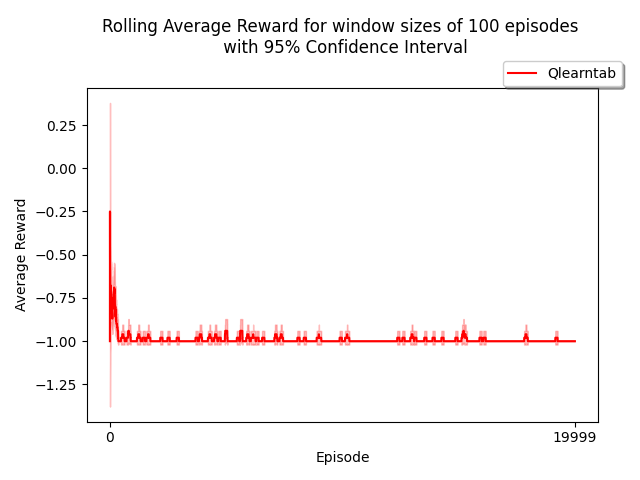 Rolling Average Reward for window sizes of 100 episodes
with 95% Confidence Interval
Qlearntab
0.25
0.00
−0.25
−0.50
−0.75
−1.00
−1.25
Average Reward
0
19999
Episode